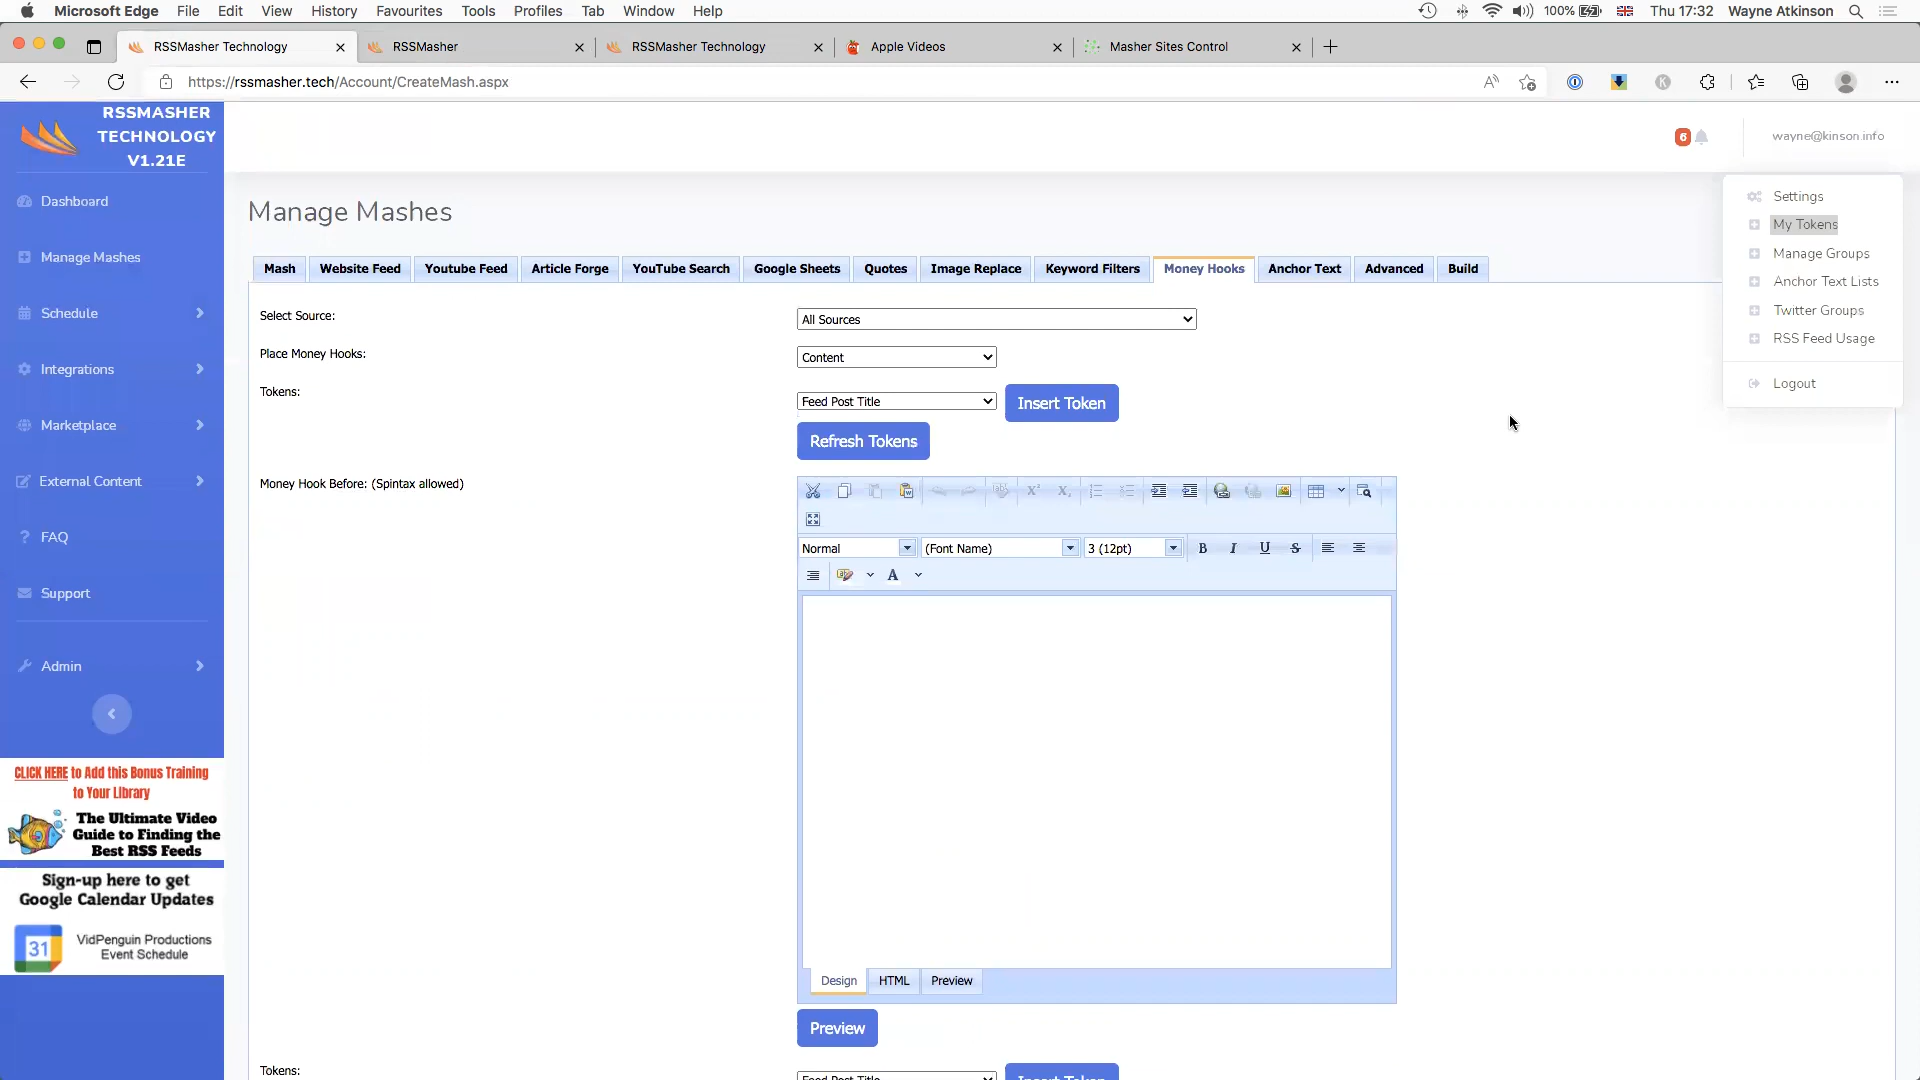 Microsoft Edge File Edit View History Favourites Tools Profiles Tab Window Help 100% Thu 17:32 Wayne Atkinson
RSSMasher Technology RSSMasher RSSMasher Technology Apple Videos Masher Sites Control
https://rssmasher.tech/Account/CreateMash.aspx
RSSMASHER
TECHNOLOGY
V1.21E
6
wayne@kinson.info
Dashboard
Manage Mashes
Schedule
Integrations
Marketplace
External Content
FAQ
Support
Admin
CLICK HERE to Add this Bonus Training
to Your Library
The Ultimate Video
Guide to Finding the
Best RSS Feeds
Sign-up here to get
Google Calendar Updates
31
VidPenguin Productions
Event Schedule
Settings
My Tokens
Manage Groups
Anchor Text Lists
Twitter Groups
RSS Feed Usage
Logout
Manage Mashes
Mash Website Feed Youtube Feed Article Forge YouTube Search Google Sheets Quotes Image Replace Keyword Filters Money Hooks Anchor Text Advanced Build
Select Source: All Sources
Place Money Hooks: Content
Tokens: Feed Post Title Insert Token
Refresh Tokens
Money Hook Before: (Spintax allowed)
Normal (Font Name) 3 (12pt) B I U S
A
Design HTML Preview
Preview
Tokens: Feed Post Title Insert Token